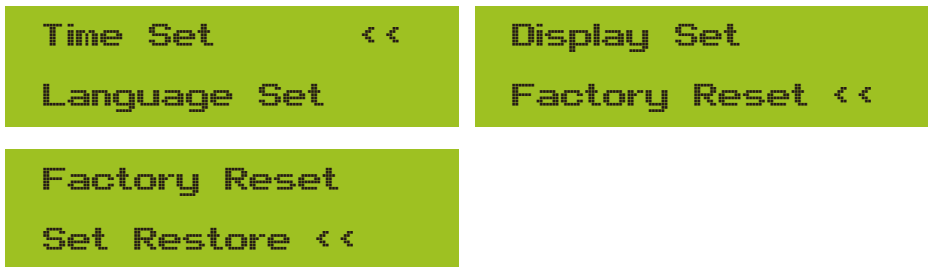 Time Set <<
Language Set
Display Set
Factory Reset <<
Factory Reset
Set Restore <<